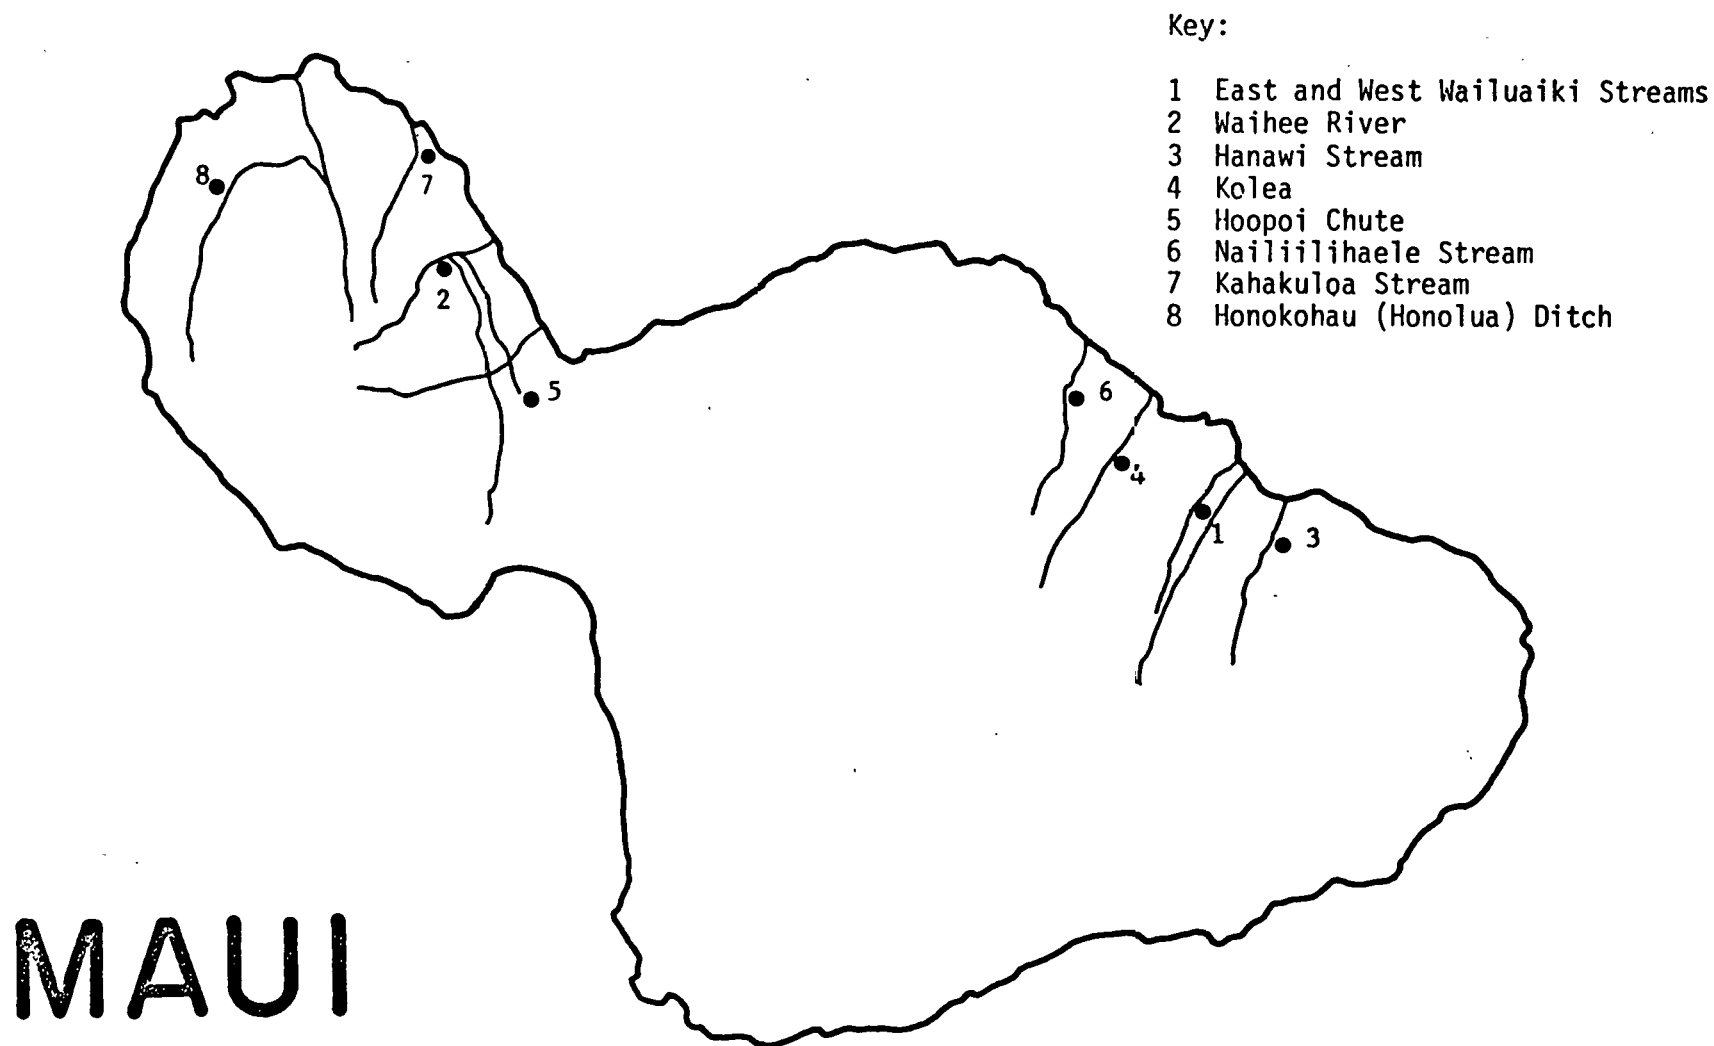 Key:
1 East and West Wailuaiki Streams
2 Waihee River
3 Hanawi Stream
4 Kolea
5 Hoopoi Chute
6 Nailiilihaele Stream
7 Kahakuloa Stream
8 Honokohau (Honolua) Ditch
8
7
2
5
6
4
1
3
MAUI